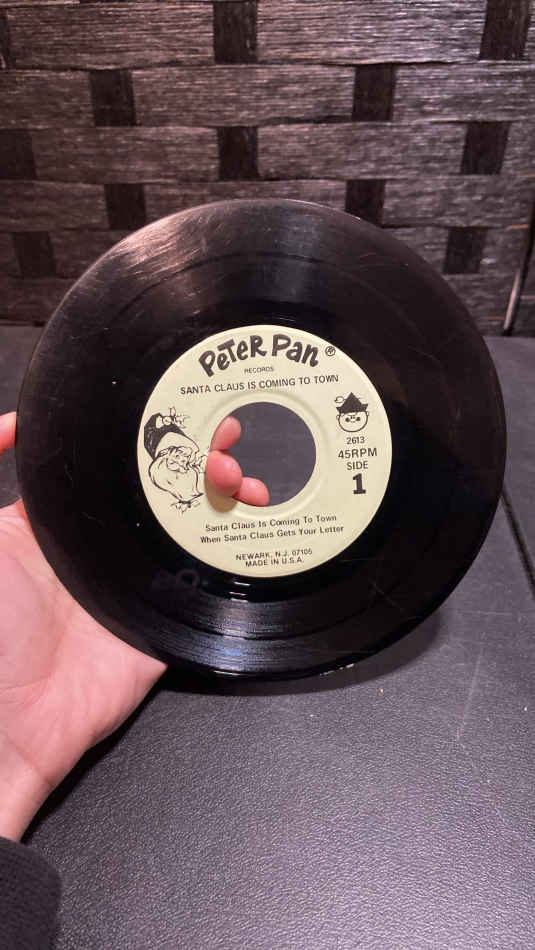 PETER PAN ®
RECORDS
SANTA CLAUS IS COMING TO TOWN
2613
45RPM
SIDE
1
Santa Claus Is Coming To Town
When Santa Claus Gets Your Letter
NEWARK, N.J. 07105
MADE IN U.S.A.